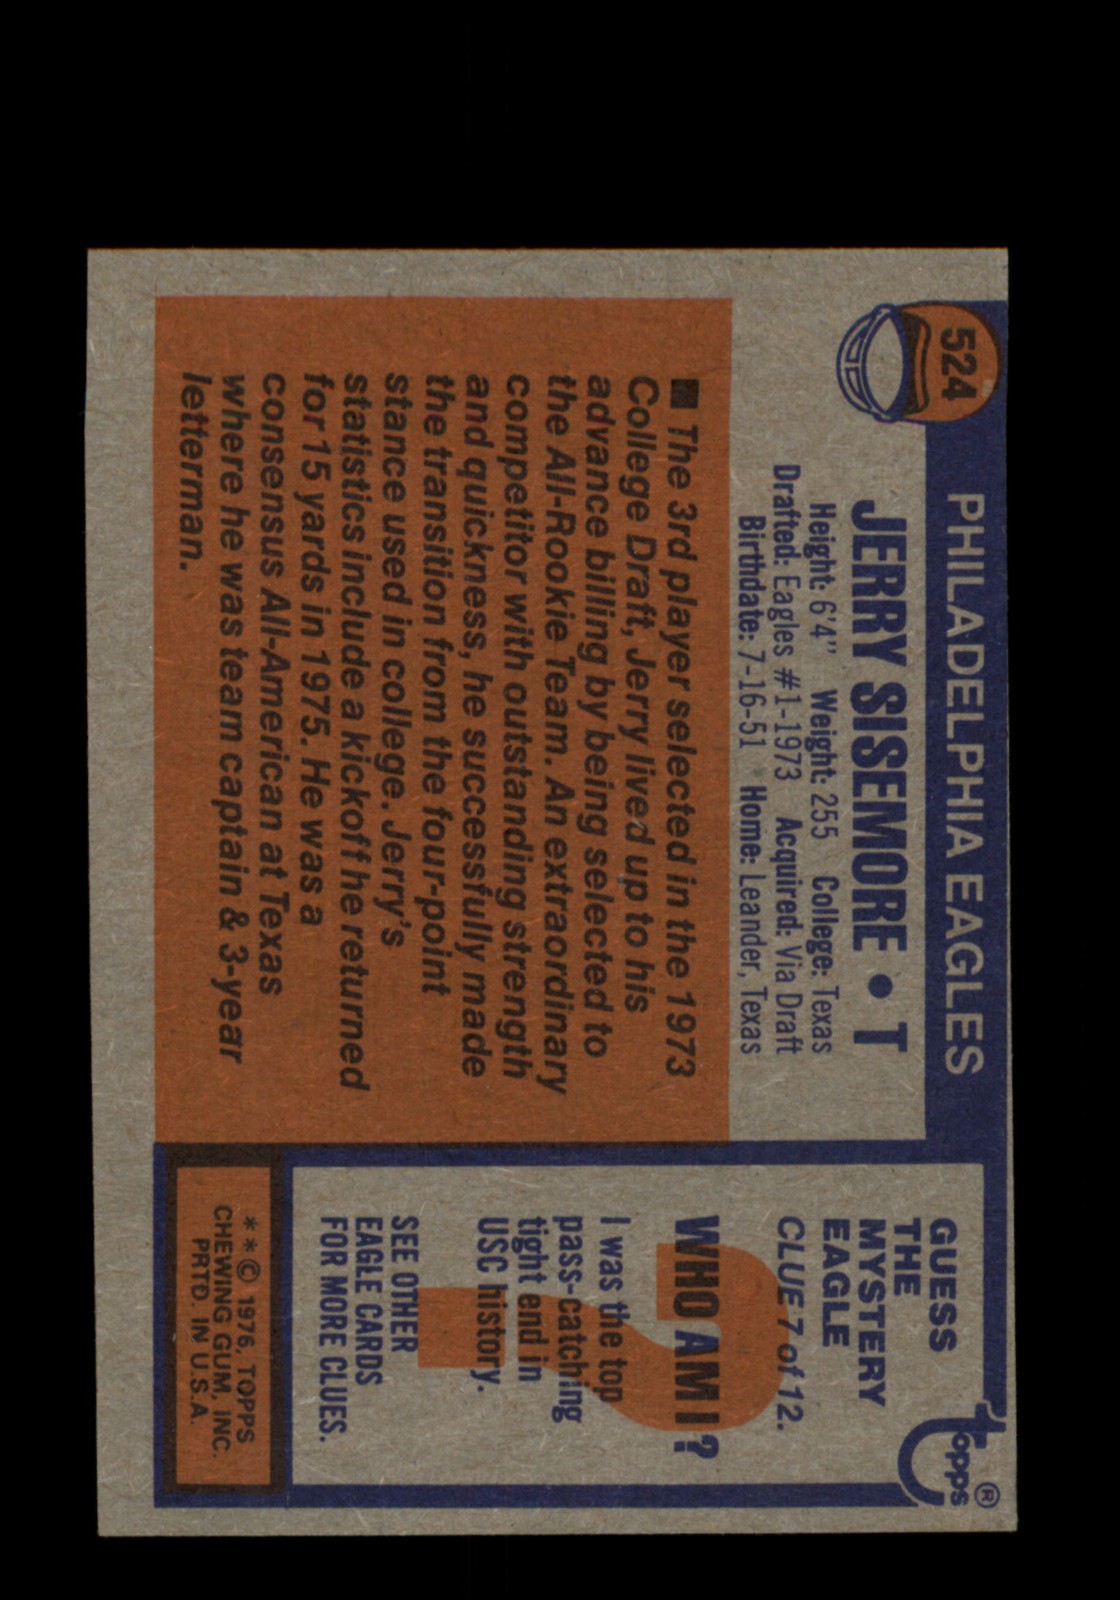 524
PHILADELPHIA EAGLES
JERRY SISEMORE • T
Height: 6'4" Weight: 255 College: Texas
Drafted: Eagles #1-1973 Acquired: Via Draft
Birthdate: 7-16-51 Home: Leander, Texas
■ The 3rd player selected in the 1973
College Draft, Jerry lived up to his
advance billing by being selected to
the All-Rookie Team. An extraordinary
competitor with outstanding strength
and quickness, he successfully made
the transition from the four-point
stance used in college. Jerry's
statistics include a kickoff he returned
for 15 yards in 1975. He was a
consensus All-American at Texas
where he was team captain & 3-year
letterman.
Topps®
GUESS
THE
MYSTERY
EAGLE
CLUE 7 of 12.
WHO AM I?
I was the top
pass-catching
tight end in
USC history.
SEE OTHER
EAGLE CARDS
FOR MORE CLUES.
**© 1976, TOPPS
CHEWING GUM, INC.
PRTD. IN U.S.A.